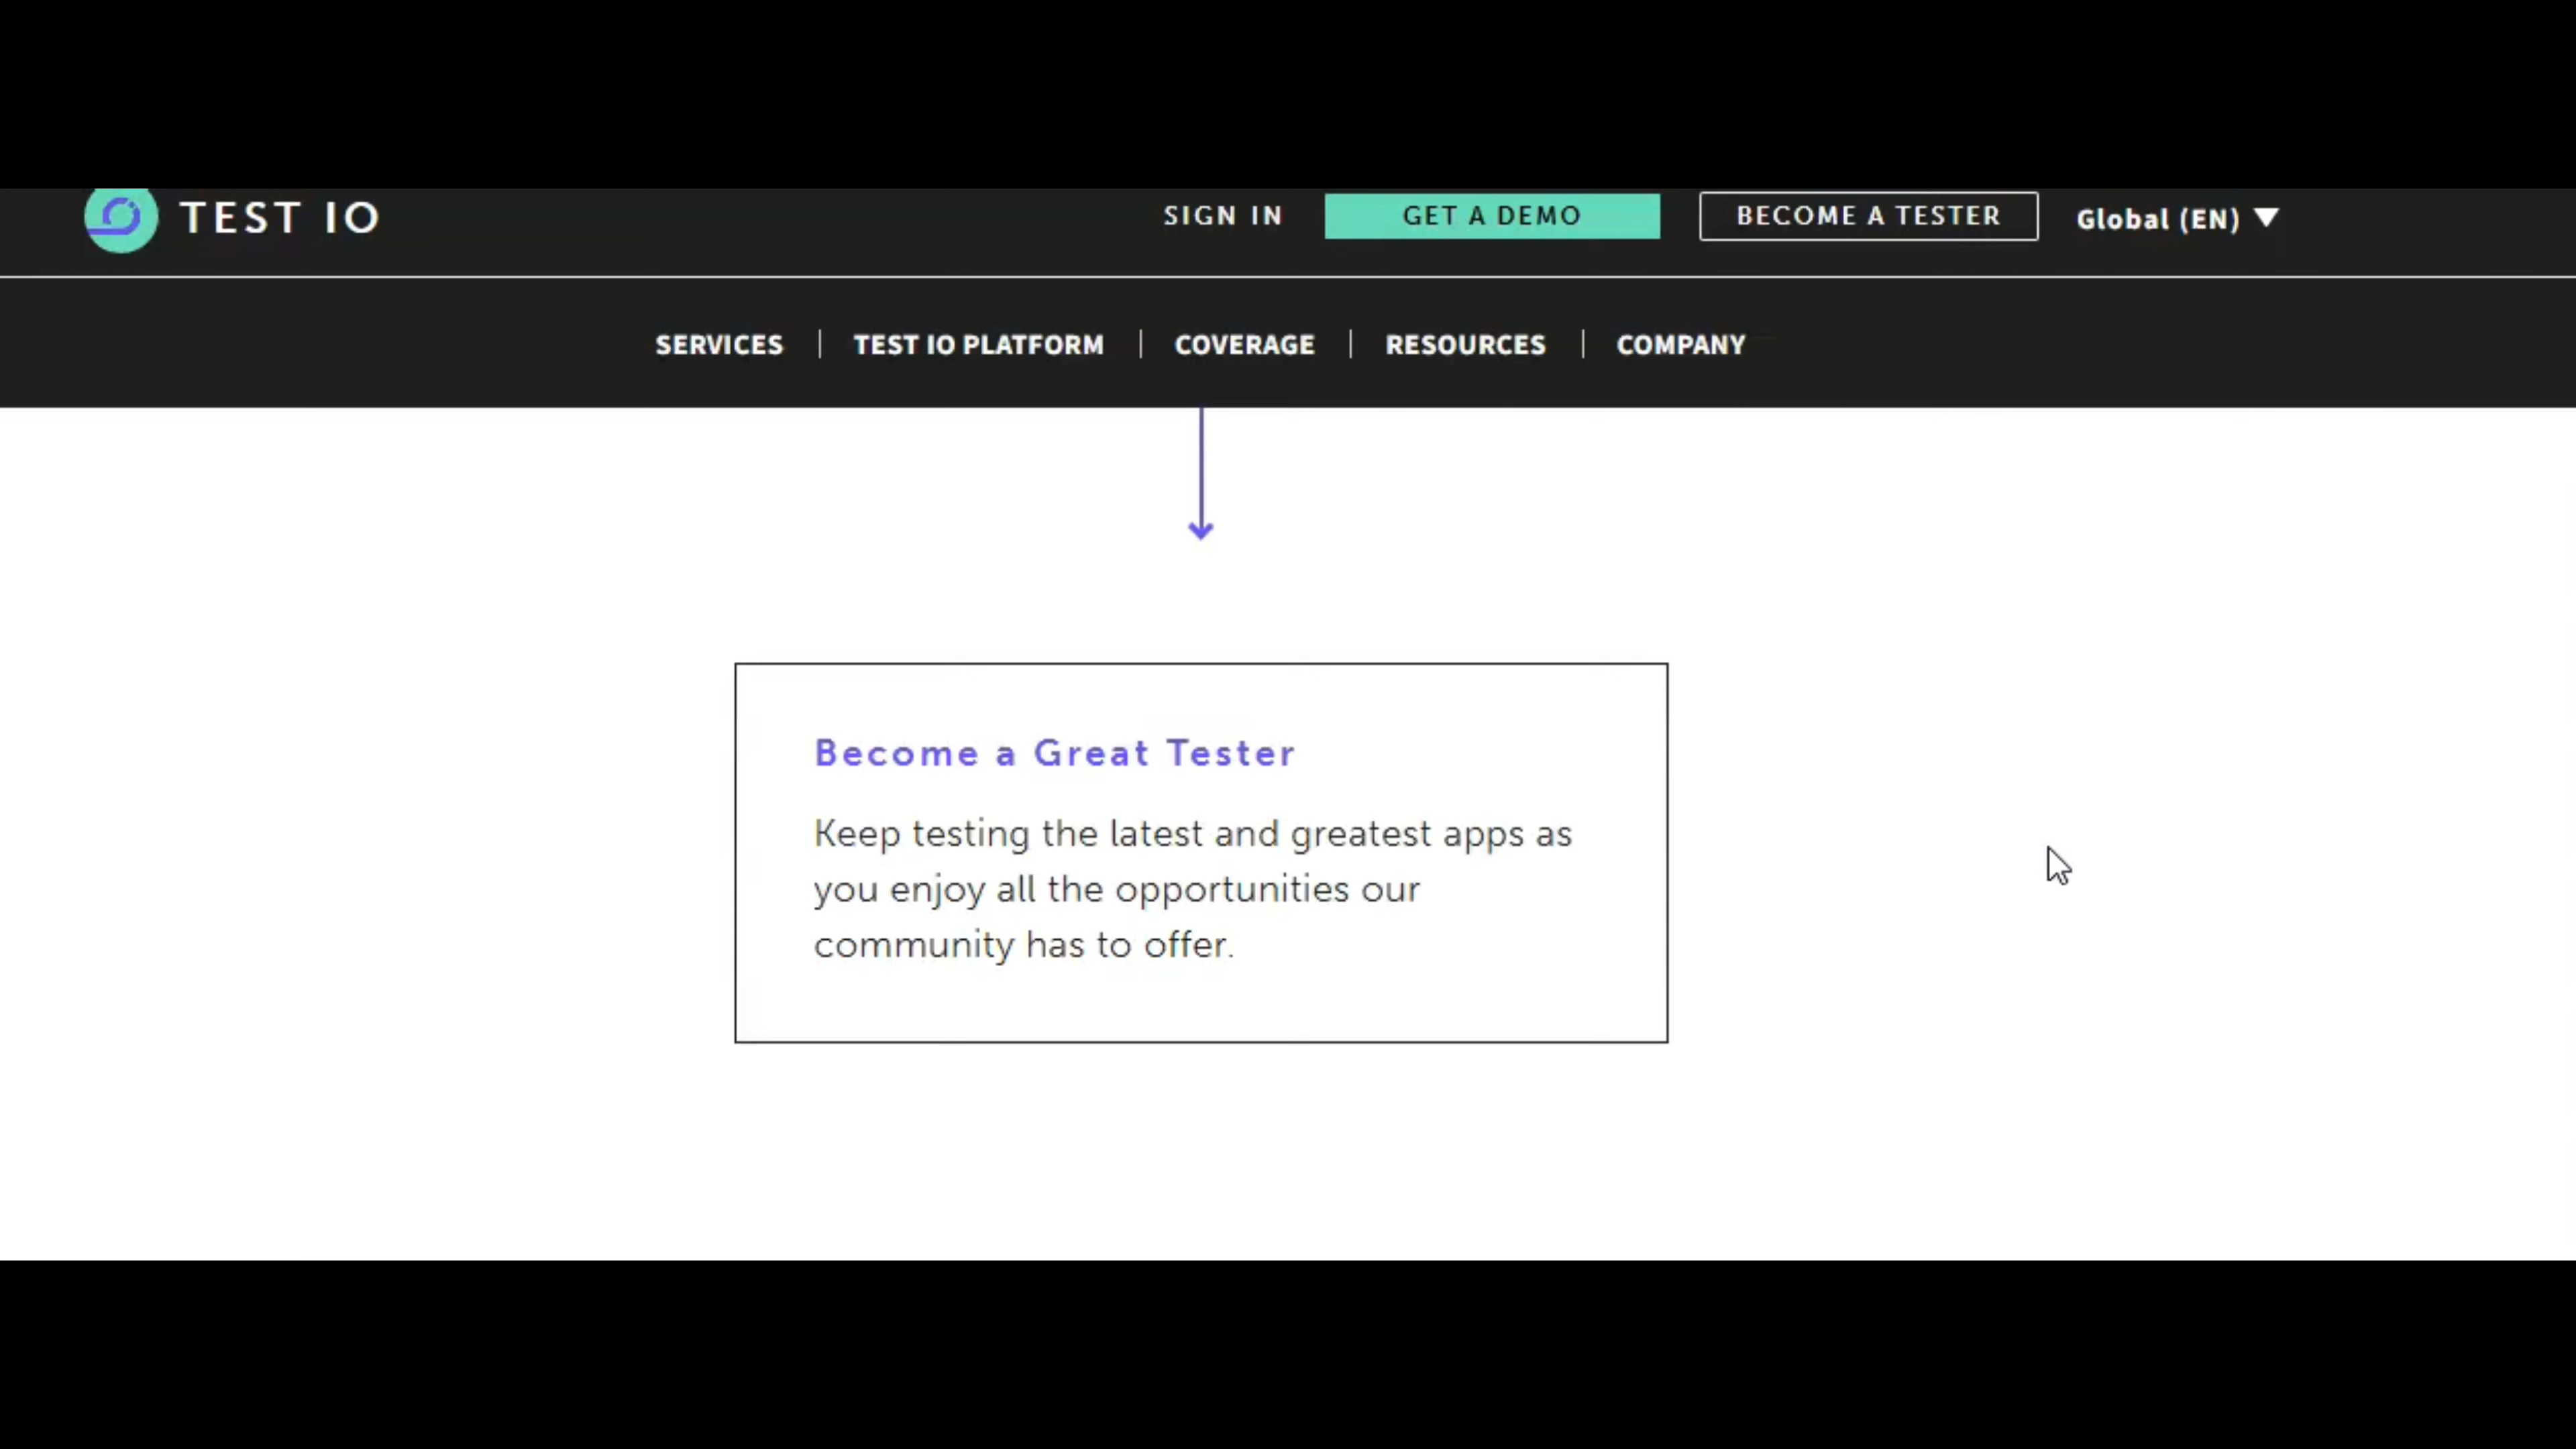 TEST IO
SIGN IN
GET A DEMO
BECOME A TESTER
Global (EN)
SERVICES
TEST IO PLATFORM
COVERAGE
RESOURCES
COMPANY
Become a Great Tester
Keep testing the latest and greatest apps as
you enjoy all the opportunities our
community has to offer.